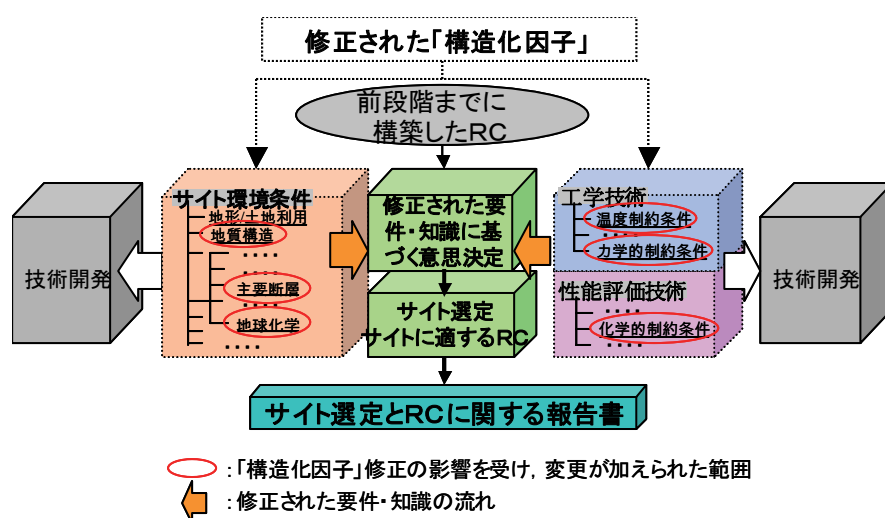 修正された「構造化因子」
前段階までに
構築したRC
サイト環境条件
地形/土地利用
地質構造
････
････
主要断層
････
地球化学
････
修正された要
件・知識に基
づく意思決定
サイト選定
サイトに適するRC
工学技術
温度制約条件
････
力学的制約条件
性能評価技術
････
化学的制約条件
････
技術開発
技術開発
サイト選定とRCに関する報告書
：「構造化因子」修正の影響を受け，変更が加えられた範囲
：修正された要件・知識の流れ